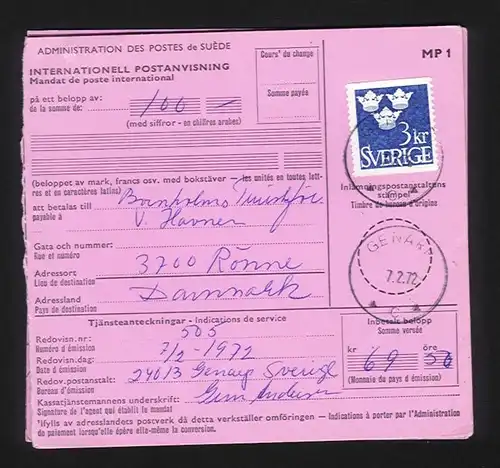 ADMINISTRATION DES POSTES de SUÈDE
MP 1
INTERNATIONELL POSTANVISNING
Mandat de poste international
Cours du change
Somme payée
på ett belopp av:
de la somme de:
100 –
(med siffror - en chiffres arabes)
3 kr
SVERIGE
(beloppet av mark, francs osv. med bokstäver - les unités en toutes lett-
res et en caractères latins)
att betalas till
payable à
Bornholms
V. Havnen
Inlämningspostanstaltens
stämpel
Timbre du bureau d'origine
Gata och nummer:
Rue et numéro
GENARP
7.2.72
C
Adressort
Lieu de destination
3700 Rönne
Adressland
Pays de destination
Danmark
Tjänsteanteckningar - Indications de service
Redovisn.nr:
Numéro d'émission
505
Redovisn.dag:
Date d'émission
7/2 - 1972
Redov.postanstalt:
Bureau d'émission
24013 Genarp Sverige
Kassatjänstemannens underskrift:
Signature de l'agent qui établit le mandat
Inbetalt belopp
Somme versée
kr öre
69 50
(Monnaie du pays d'émission)
*Ifylls av adresslandets postverk då detta verkställer omföringen - Indications à porter par l'Administration
de paiement lorsqu'elle épère elle-même la conversion.